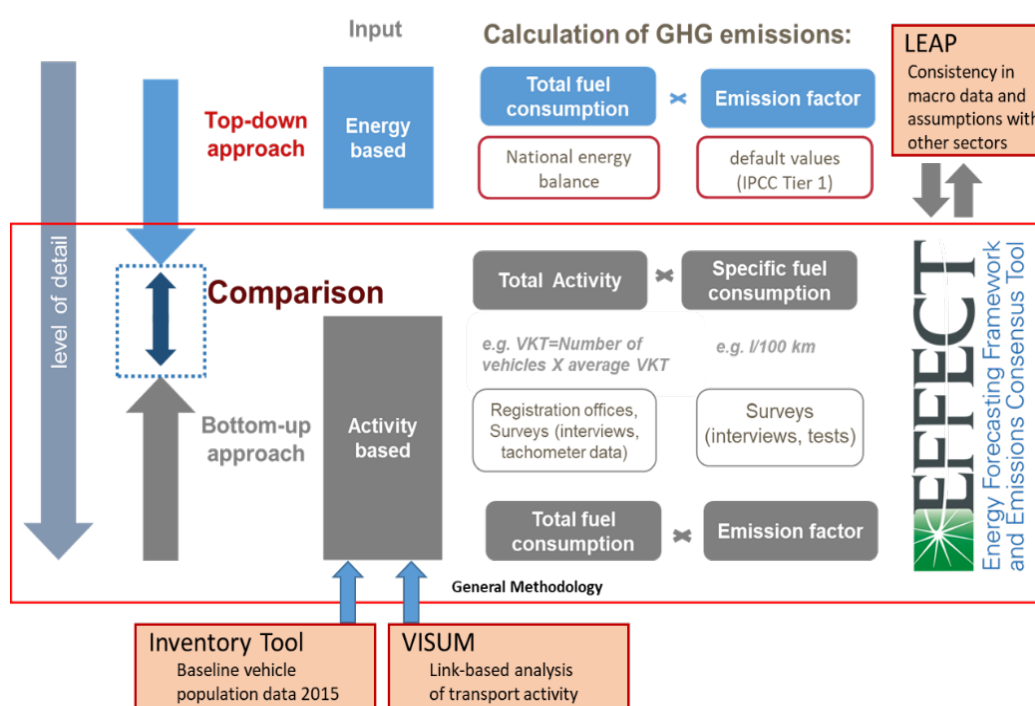 Input
Calculation of GHG emissions:
LEAP
Consistency in
macro data and
assumptions with
other sectors
Top-down
approach
Energy
based
Total fuel
consumption
×
Emission factor
National energy
balance
default values
(IPCC Tier 1)
level of detail
Comparison
Bottom-up
approach
Activity
based
Total Activity
×
Specific fuel
consumption
e.g. VKT=Number of
vehicles X average VKT
e.g. l/100 km
Registration offices,
Surveys (interviews,
tachometer data)
Surveys
(interviews, tests)
Total fuel
consumption
×
Emission factor
General Methodology
EFFECT
Energy Forecasting Framework
and Emissions Consensus Tool
Inventory Tool
Baseline vehicle
population data 2015
VISUM
Link-based analysis
of transport activity